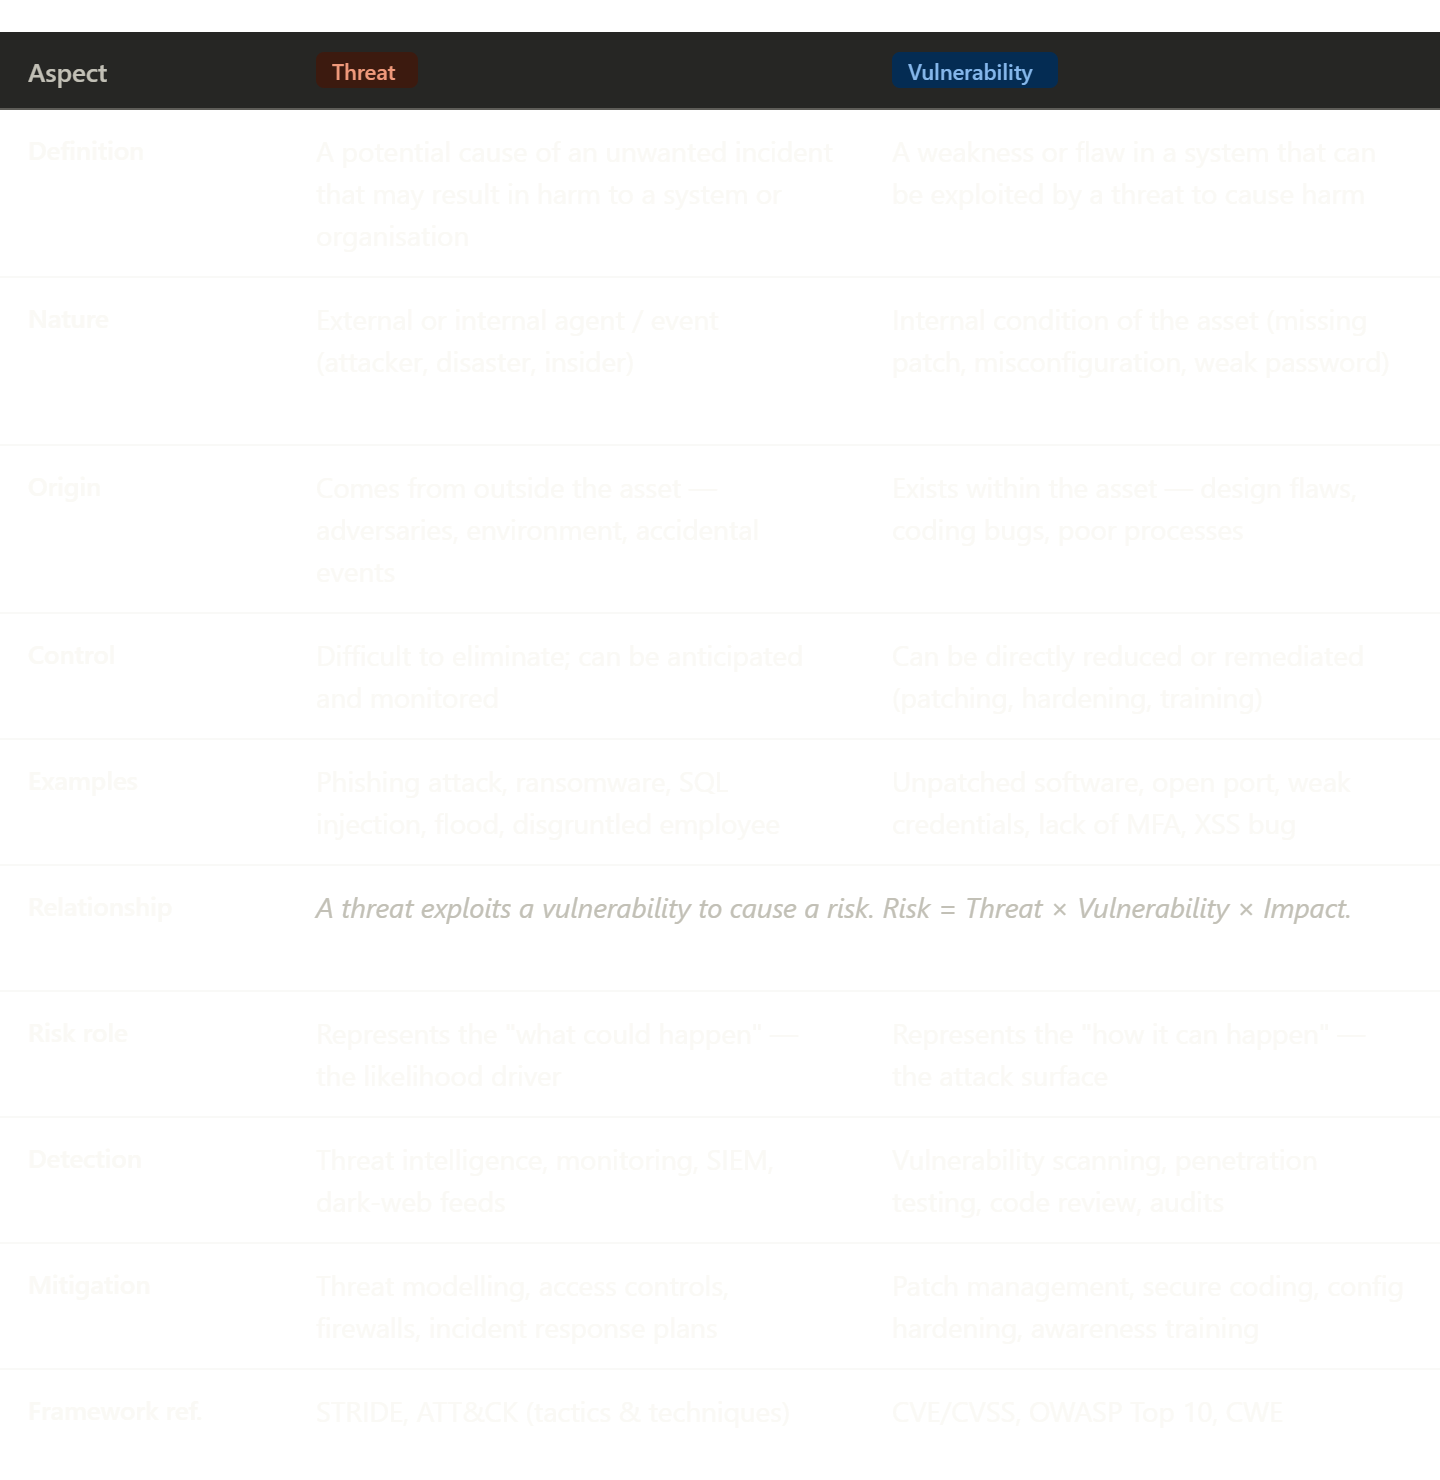 Aspect Threat Vulnerability
Definition A potential cause of an unwanted incident A weakness or flaw in a system that can
that may result in harm to a system or be exploited by a threat to cause harm
organisation
Nature External or internal agent / event Internal condition of the asset (missing
(attacker, disaster, insider) patch, misconfiguration, weak password)
Origin Comes from outside the asset — Exists within the asset — design flaws,
adversaries, environment, accidental coding bugs, poor processes
events
Control Difficult to eliminate; can be anticipated Can be directly reduced or remediated
and monitored (patching, hardening, training)
Examples Phishing attack, ransomware, SQL Unpatched software, open port, weak
injection, flood, disgruntled employee credentials, lack of MFA, XSS bug
Relationship A threat exploits a vulnerability to cause a risk. Risk = Threat × Vulnerability × Impact.
Risk role Represents the "what could happen" — Represents the "how it can happen" —
the likelihood driver the attack surface
Detection Threat intelligence, monitoring, SIEM, Vulnerability scanning, penetration
dark-web feeds testing, code review, audits
Mitigation Threat modelling, access controls, Patch management, secure coding, config
firewalls, incident response plans hardening, awareness training
Framework ref. STRIDE, ATT&CK (tactics & techniques) CVE/CVSS, OWASP Top 10, CWE